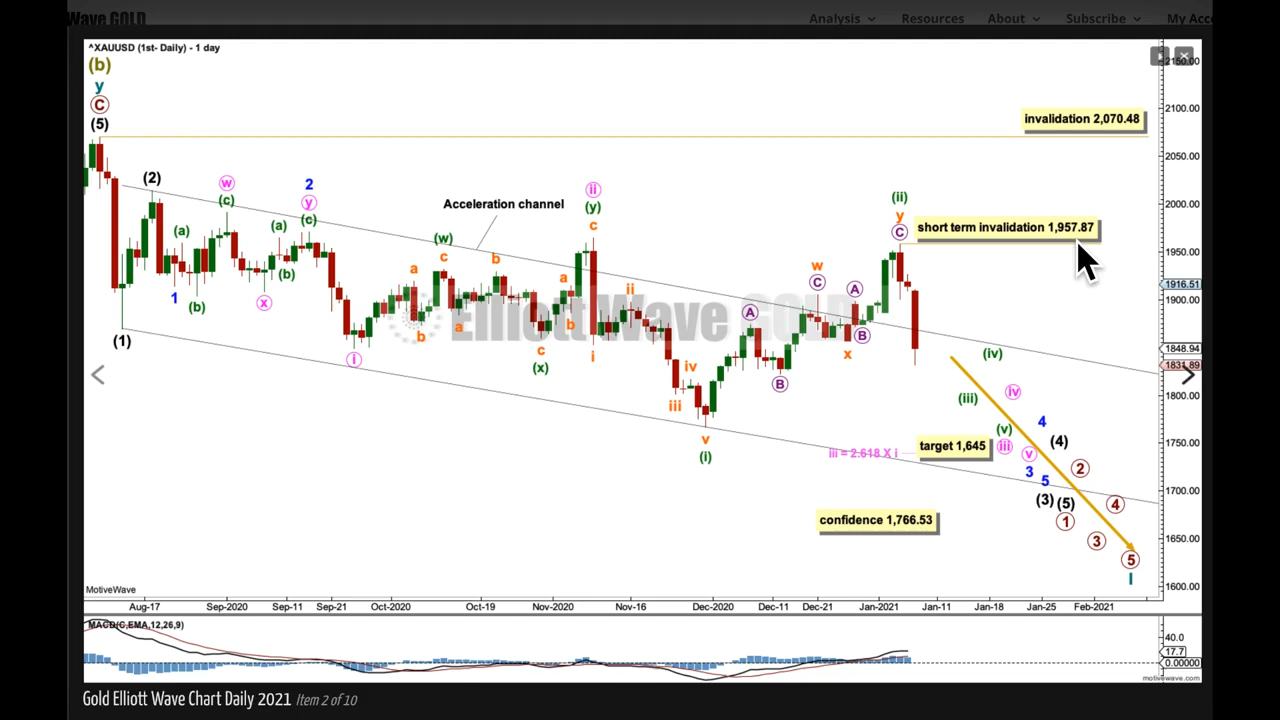 Wave GOLD Analysis Resources About Subscribe My Acc
^XAUUSD (1st- Daily) - 1 day
(b)
y
C
(5)
invalidation 2,070.48
(2)
w
(c)
2
y
(c)
(a)
(a)
1
(b)
x
(b)
(1)
Acceleration channel
i
(w)
c
a
b
a
b
c
(x)
a
b
ii
(y)
c
i
ii
iii
iv
v
(i)
A
B
w
C
A
B
x
(ii)
y
C
short term invalidation 1,957.87
Elliott Wave GOLD
(iv)
(iii)
iv
(v)
iii
4
(4)
v
3
2
5
(3)
(5)
4
1
3
5
I
iii = 2.618 X i
target 1,645
confidence 1,766.53
2150.00
2100.00
2050.00
2000.00
1950.00
1916.51
1900.00
1848.94
1831.89
1800.00
1750.00
1700.00
1650.00
1600.00
MotiveWave
Aug-17 Sep-2020 Sep-11 Sep-21 Oct-2020 Oct-19 Nov-2020 Nov-16 Dec-2020 Dec-11 Dec-21 Jan-2021 Jan-11 Jan-18 Jan-25 Feb-2021
MACD(C,EMA,12,26,9)
40.0
17.7
0.00000
motivewave.com
Gold Elliott Wave Chart Daily 2021 Item 2 of 10